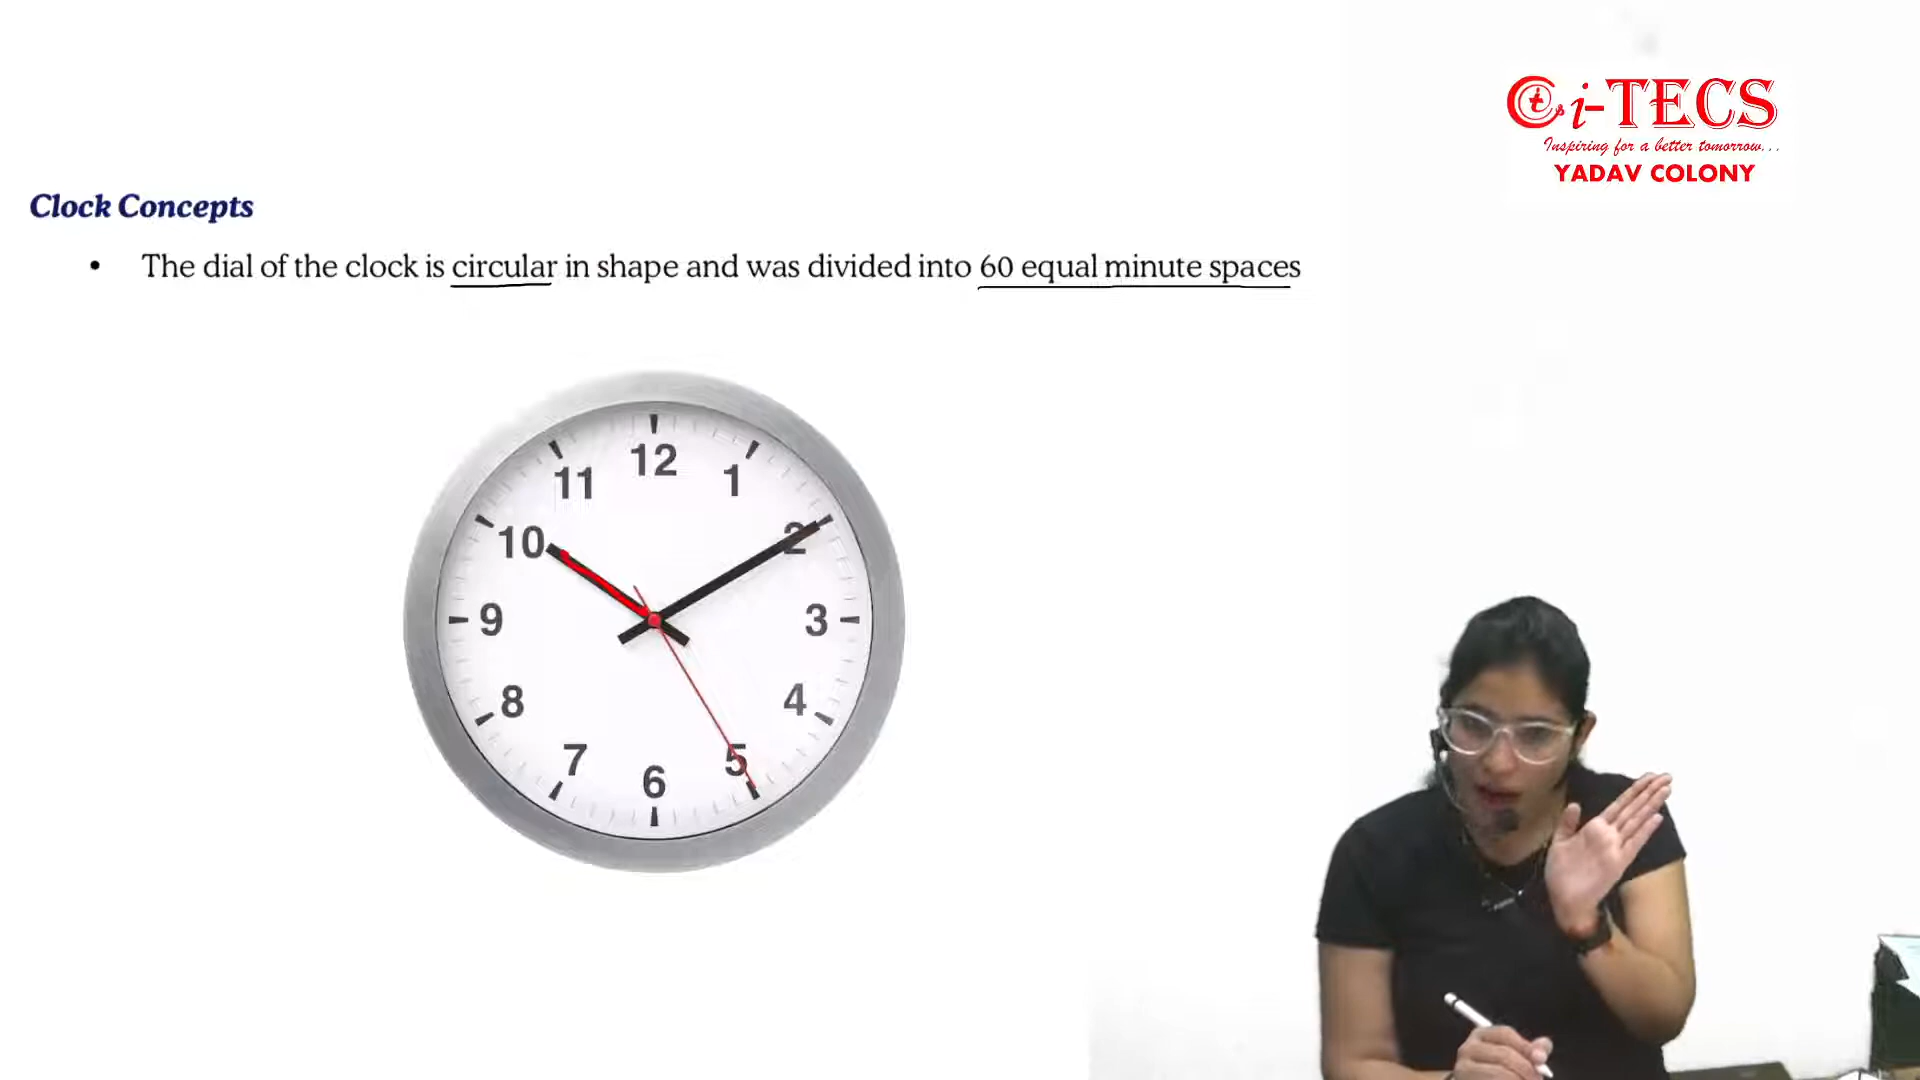 i-TECS
Inspiring for a better tomorrow...
YADAV COLONY
Clock Concepts
• The dial of the clock is circular in shape and was divided into 60 equal minute spaces
12
11
1
10
2
9
3
8
4
7
5
6